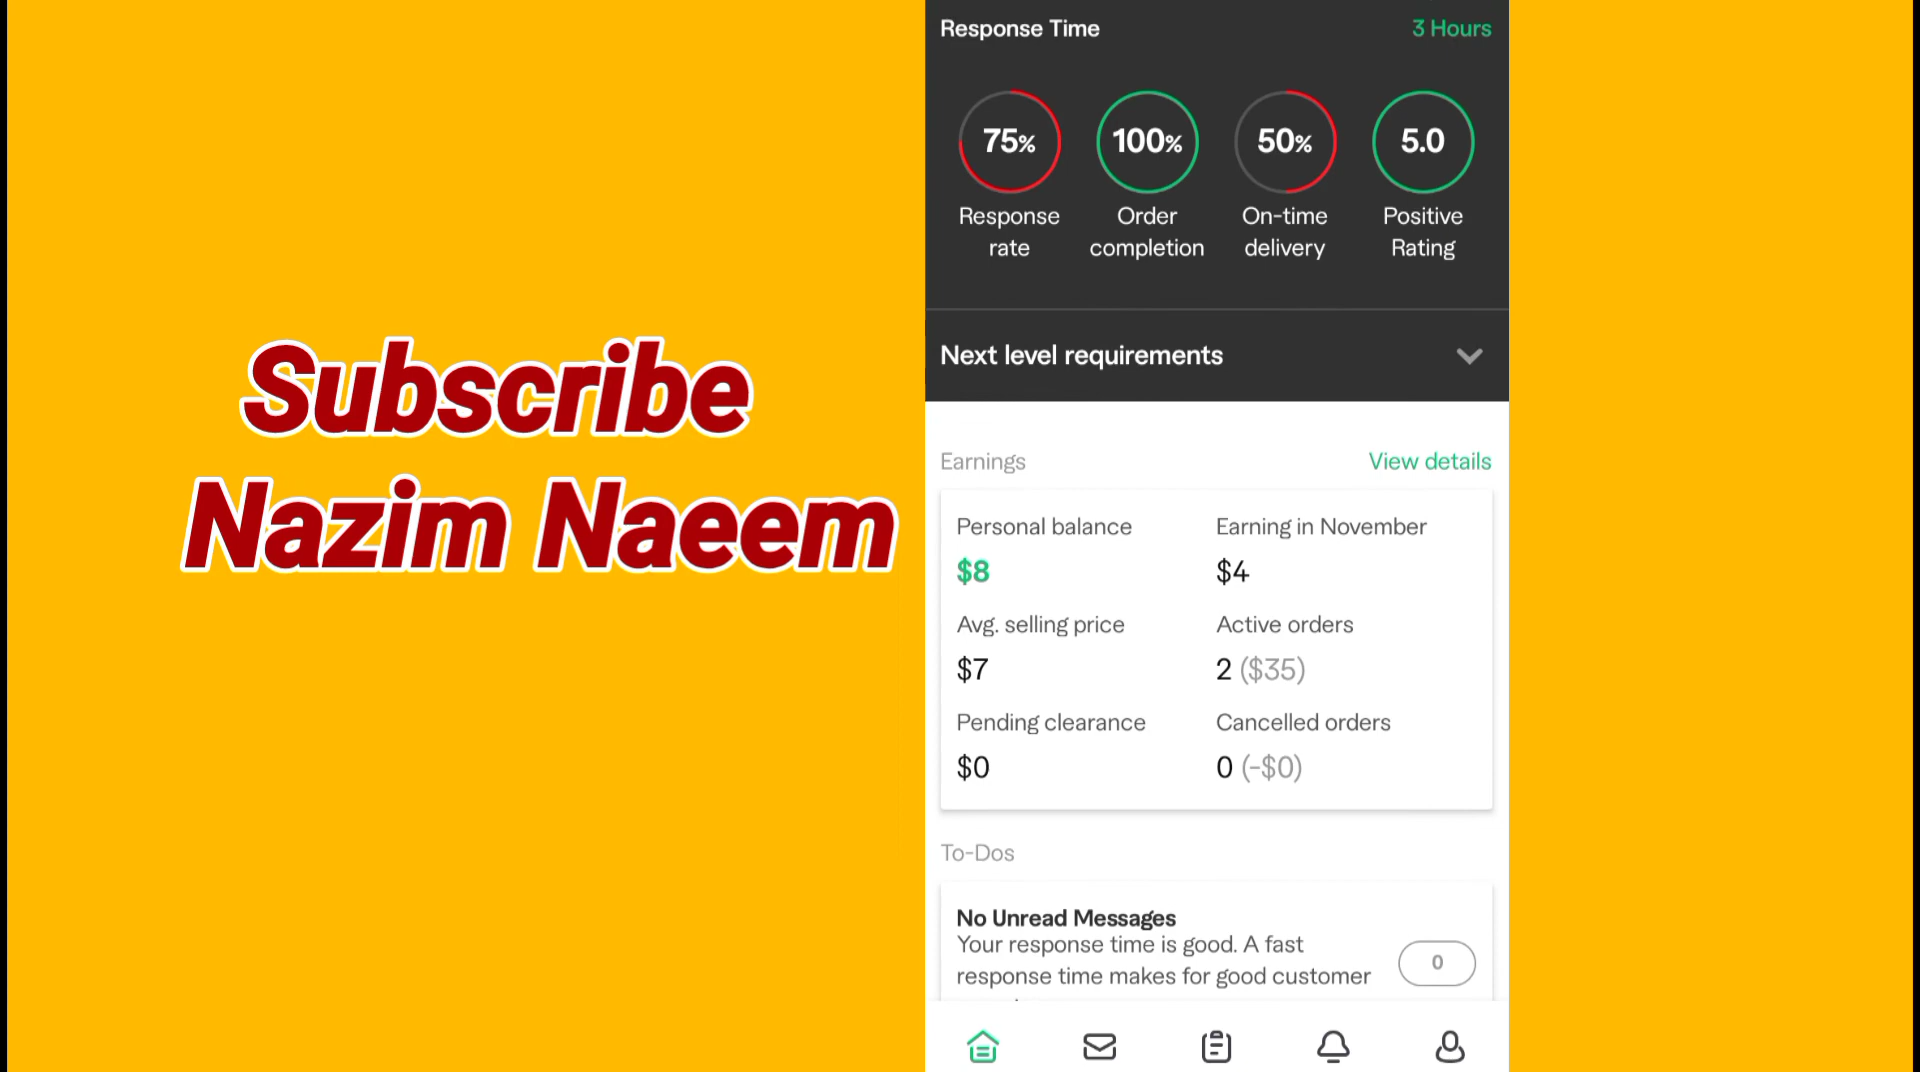 Subscribe
Nazim Naeem
Response Time
3 Hours
75%
100%
50%
5.0
Response rate
Order completion
On-time delivery
Positive Rating
Next level requirements
Earnings
View details
Personal balance
Earning in November
$8
$4
Avg. selling price
Active orders
$7
2 ($35)
Pending clearance
Cancelled orders
$0
0 (-$0)
To-Dos
No Unread Messages
Your response time is good. A fast
response time makes for good customer
0